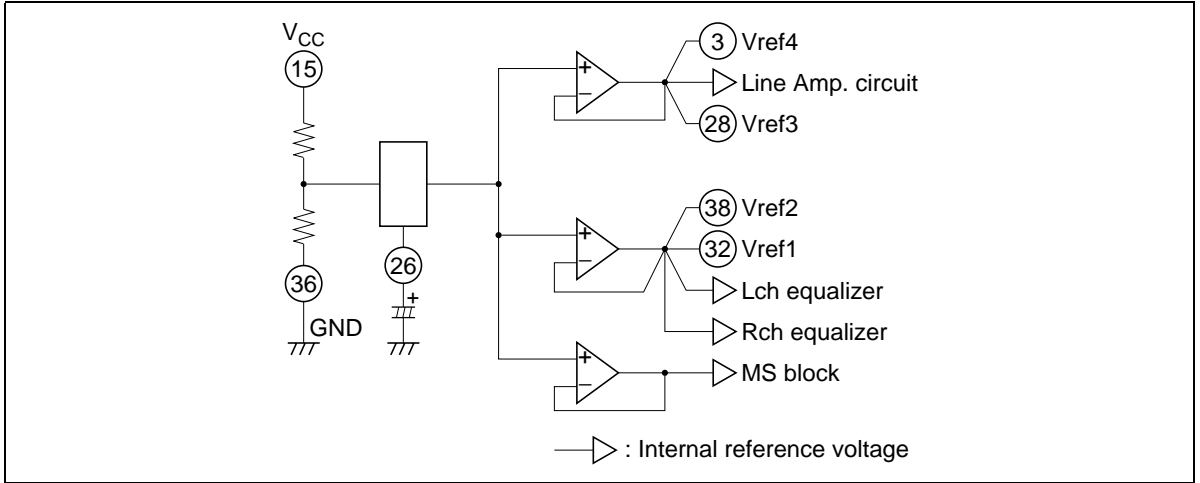 VCC
15
36
GND
26
+
+
−
3 Vref4
Line Amp. circuit
28 Vref3
+
−
38 Vref2
32 Vref1
Lch equalizer
Rch equalizer
+
−
MS block
: Internal reference voltage